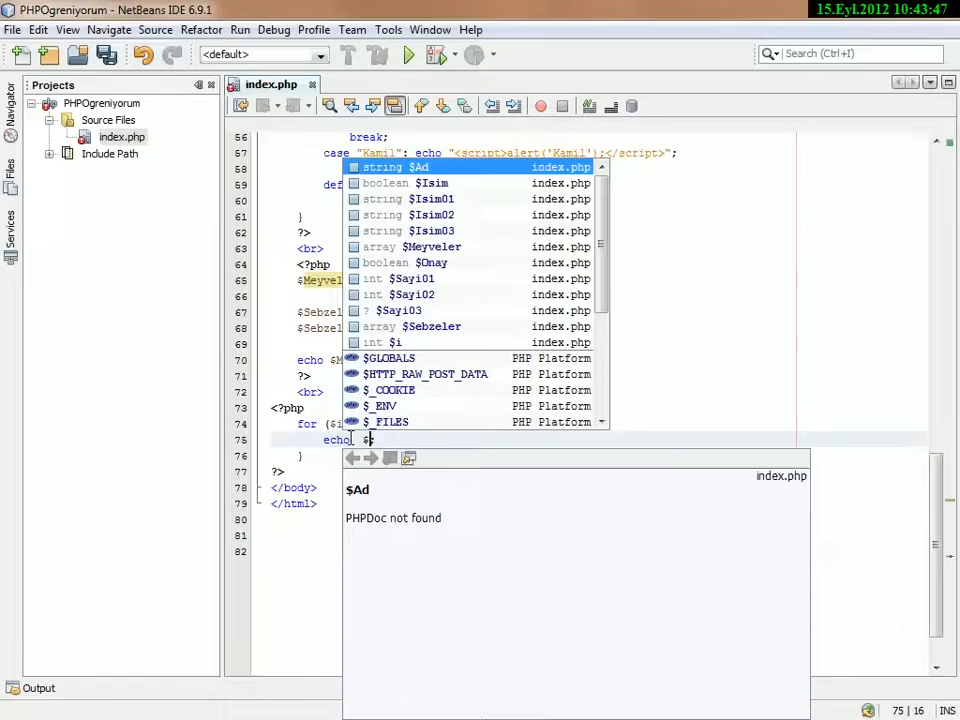 PHPOgreniyorum - NetBeans IDE 6.9.1
15.Eyl.2012 10:43:47
File Edit View Navigate Source Refactor Run Debug Profile Team Tools Window Help
<default>
Search (Ctrl+I)
Projects
index.php
Navigator
Files
Services
PHPOgreniyorum
Source Files
index.php
Include Path
56 break;
57 case "Kamil": echo "<script>alert('Kamil');</script>";
58
59 def
60
61 }
62 ?>
63 <br>
64 <?php
65 $Meyvel
66
67 $Sebzel
68 $Sebzel
69
70 echo $M
71 ?>
72 <br>
73 <?php
74 for ($i
75 echo $;
76 }
77 ?>
78 </body>
79 </html>
80
81
82
string $Ad index.php
boolean $Isim index.php
string $Isim01 index.php
string $Isim02 index.php
string $Isim03 index.php
array $Meyveler index.php
boolean $Onay index.php
int $Sayi01 index.php
int $Sayi02 index.php
? $Sayi03 index.php
array $Sebzeler index.php
int $i index.php
$GLOBALS PHP Platform
$HTTP_RAW_POST_DATA PHP Platform
$_COOKIE PHP Platform
$_ENV PHP Platform
$_FILES PHP Platform
index.php
$Ad
PHPDoc not found
Output
75 | 16 INS